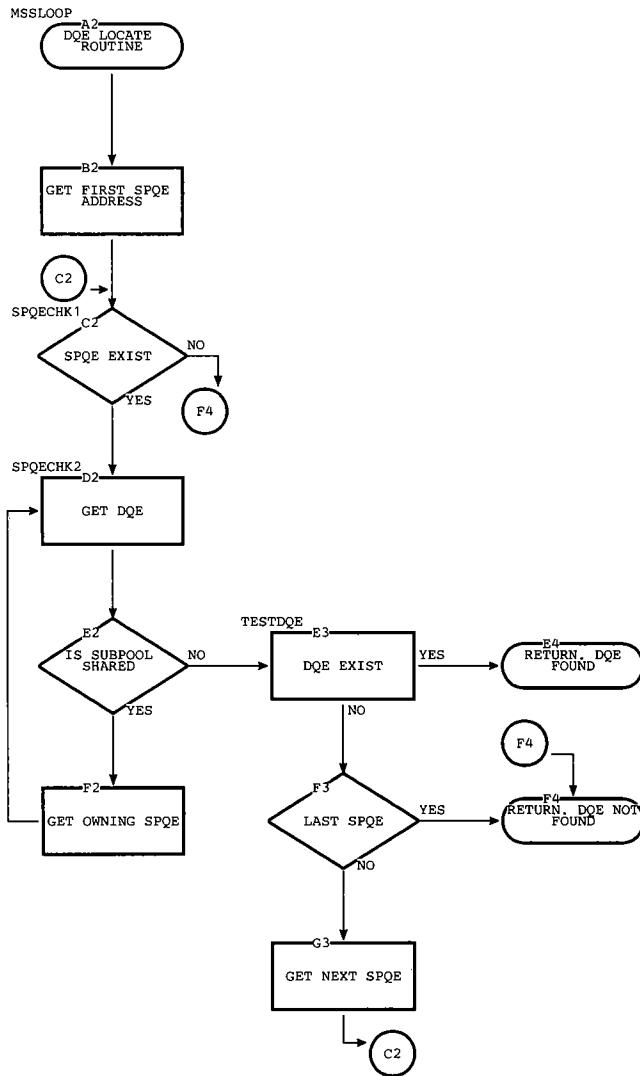 MSSLOOP
A2
DQE LOCATE
ROUTINE
B2
GET FIRST SPQE
ADDRESS
C2
SPQECHK1
C2
SPQE EXIST
NO
F4
YES
SPQECHK2
D2
GET DQE
E2
IS SUBPOOL
SHARED
NO
YES
TESTDQE
E3
DQE EXIST
YES
NO
E4
RETURN. DQE
FOUND
F4
F2
GET OWNING SPQE
F3
LAST SPQE
YES
NO
F4
RETURN. DQE NOT
FOUND
G3
GET NEXT SPQE
C2